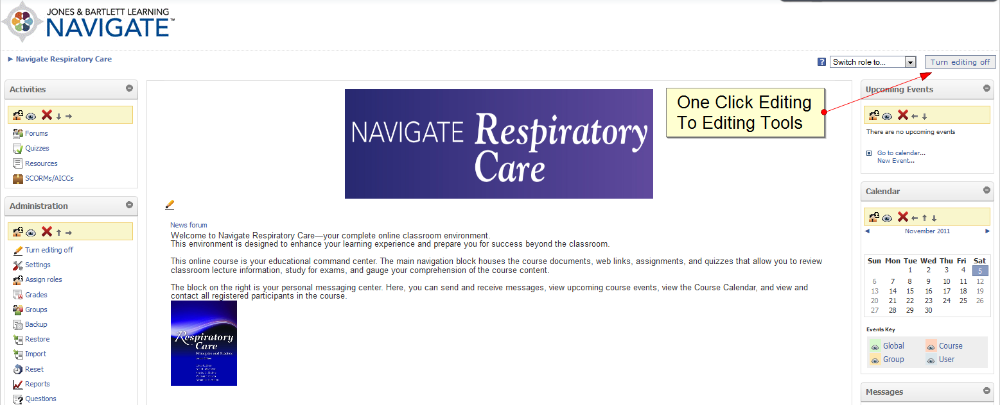 JONES & BARTLETT LEARNING
NAVIGATE™
Navigate Respiratory Care
? Switch role to... Turn editing off
Activities
Forums
Quizzes
Resources
SCORMs/AICCs
Administration
Turn editing off
Settings
Assign roles
Grades
Groups
Backup
Restore
Import
Reset
Reports
Questions
NAVIGATE Respiratory
Care
One Click Editing
To Editing Tools
News forum
Welcome to Navigate Respiratory Care—your complete online classroom environment.
This environment is designed to enhance your learning experience and prepare you for success beyond the classroom.
This online course is your educational command center. The main navigation block houses the course documents, web links, assignments, and quizzes that allow you to review
classroom lecture information, study for exams, and gauge your comprehension of the course content.
The block on the right is your personal messaging center. Here, you can send and receive messages, view upcoming course events, view the Course Calendar, and view and
contact all registered participants in the course.
Respiratory
Care
Principles and Practice
Upcoming Events
There are no upcoming events
Go to calendar...
New Event...
Calendar
November 2011
Sun Mon Tue Wed Thu Fri Sat
1 2 3 4 5
6 7 8 9 10 11 12
13 14 15 16 17 18 19
20 21 22 23 24 25 26
27 28 29 30
Events Key
Global Course
Group User
Messages